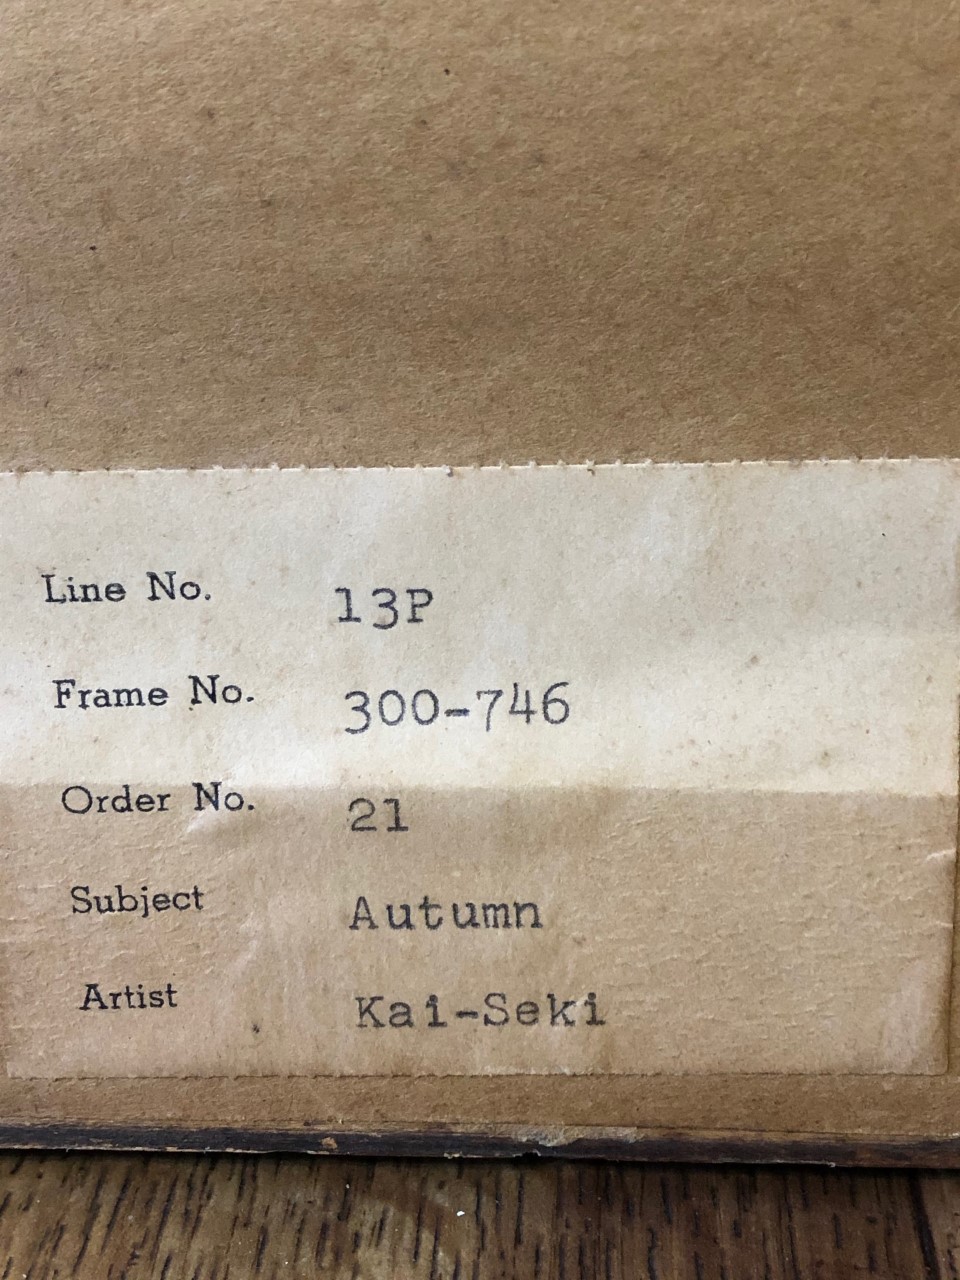 Line No. 13P
Frame No. 300-746
Order No. 21
Subject Autumn
Artist Kai-Seki